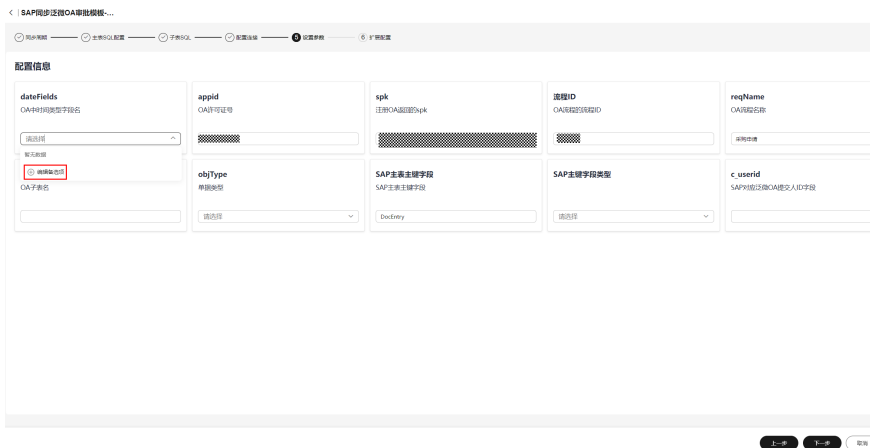 SAP同步泛微OA审批模板-...
同步周期
主表SQL配置
子表SQL
配置连接
5 设置参数
6 扩展配置
配置信息
dateFields
OA中时间类型字段名
请选择
暂无数据
编辑备选项
appid
OA许可证号
spk
注册OA返回的spk
流程ID
OA流程的流程ID
reqName
OA流程名称
采购申请
OA子表名
objType
单据类型
请选择
SAP主表主键字段
SAP主表主键字段
DocEntry
SAP主键字段类型
请选择
c_userid
SAP对应泛微OA提交人ID字段
上一步
下一步
取消